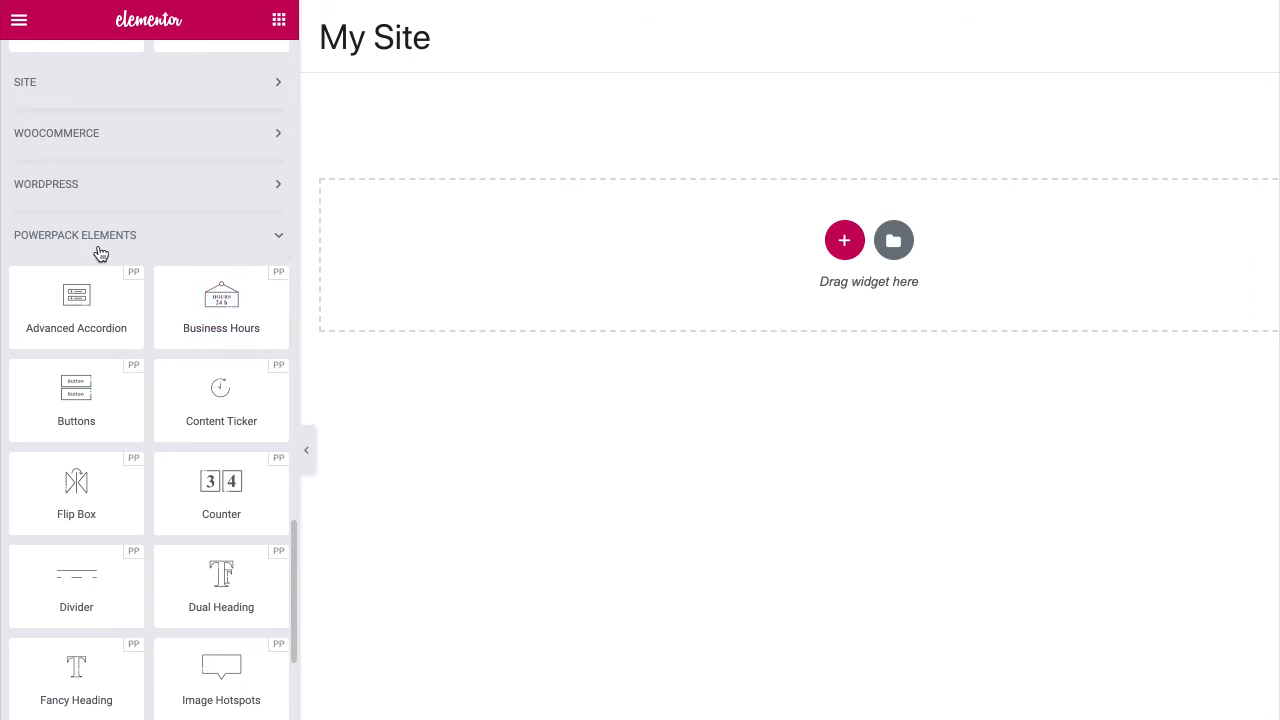 elementor
My Site
SITE
WOOCOMMERCE
WORDPRESS
POWERPACK ELEMENTS
PP
Advanced Accordion
PP
HOURS
24 h
Business Hours
PP
Button
Button
Buttons
PP
Content Ticker
PP
Flip Box
PP
3 4
Counter
PP
Divider
PP
Dual Heading
PP
Fancy Heading
PP
Image Hotspots
Drag widget here